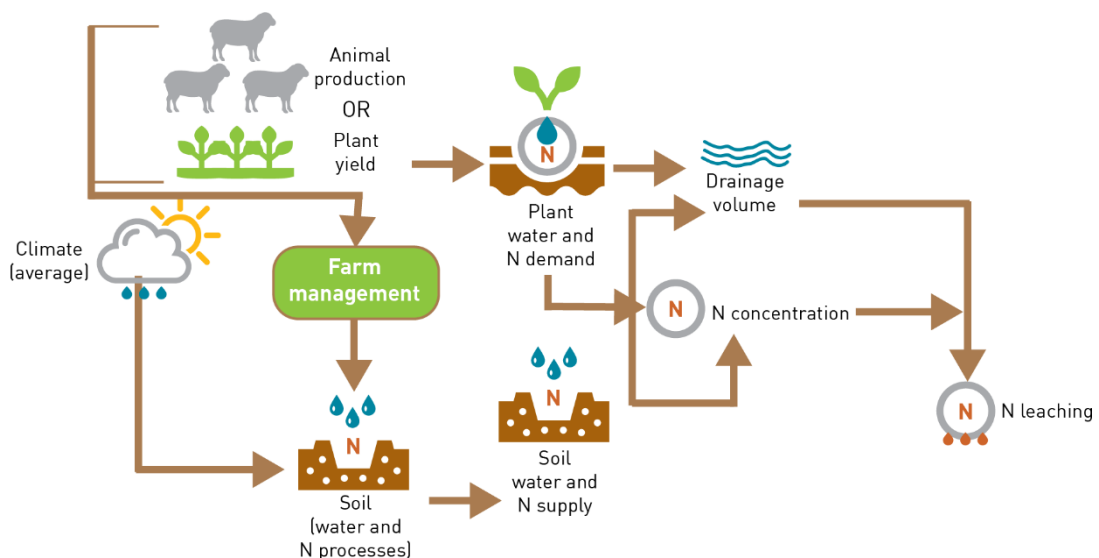 Animal
production
OR
Plant
yield
N
Plant
water and
N demand
Drainage
volume
Climate
(average)
Farm
management
N
N concentration
N
Soil
(water and
N processes)
N
Soil
water and
N supply
N
N leaching